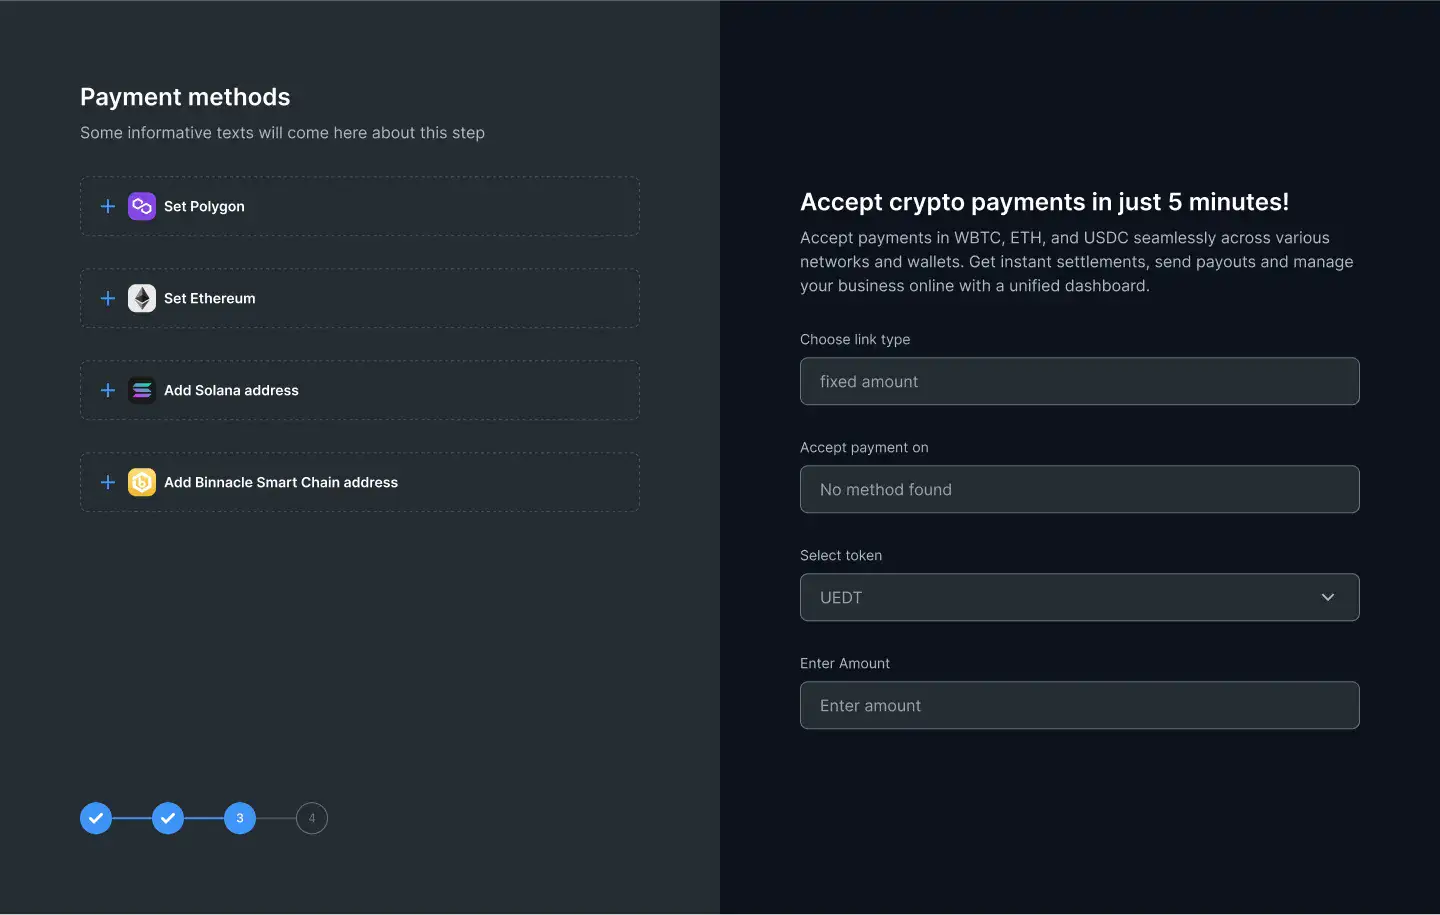 Payment methods
Some informative texts will come here about this step
Set Polygon
Set Ethereum
Add Solana address
Add Binnacle Smart Chain address
3
4
Accept crypto payments in just 5 minutes!
Accept payments in WBTC, ETH, and USDC seamlessly across various
networks and wallets. Get instant settlements, send payouts and manage
your business online with a unified dashboard.
Choose link type
fixed amount
Accept payment on
No method found
Select token
UEDT
Enter Amount
Enter amount